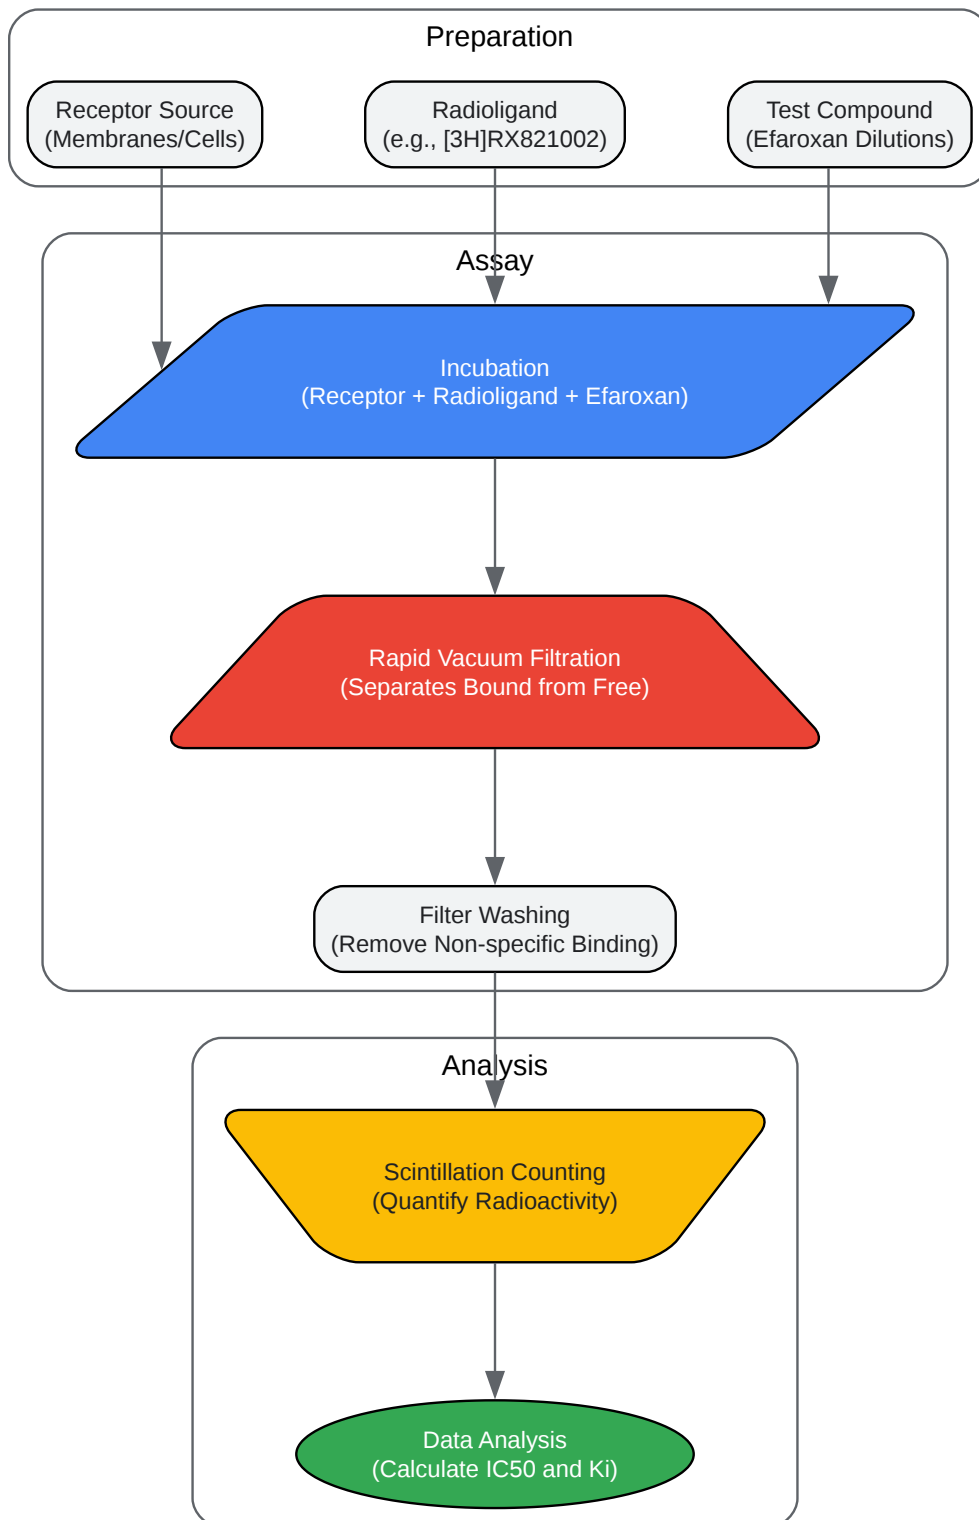 Preparation
Receptor Source
(Membranes/Cells)
Radioligand
(e.g., [3H]RX821002)
Test Compound
(Efaroxan Dilutions)
Assay
Incubation
(Receptor + Radioligand + Efaroxan)
Rapid Vacuum Filtration
(Separates Bound from Free)
Filter Washing
(Remove Non-specific Binding)
Analysis
Scintillation Counting
(Quantify Radioactivity)
Data Analysis
(Calculate IC50 and Ki)